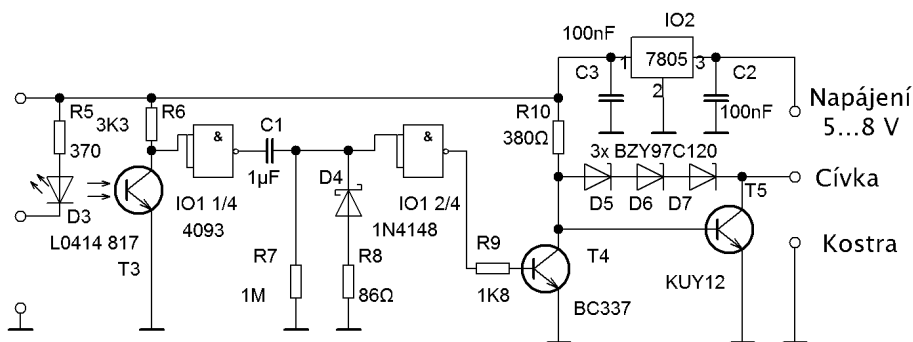 IO2
100nF
1
7805
3
C3
2
C2
100nF
Napájení
5...8 V
R5
3K3
R6
370
&
C1
1µF
&
R10
380Ω
3x BZY97C120
D5
D6
D7
T5
Cívka
D3
L0414 817
T3
IO1 1/4
4093
D4
IO1 2/4
1N4148
R7
1M
R8
86Ω
R9
1K8
T4
BC337
KUY12
Kostra